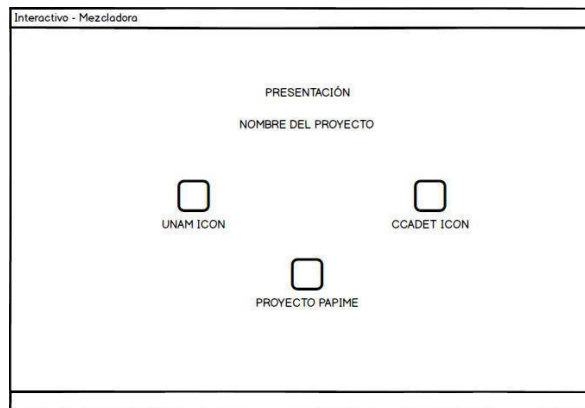 Interactivo - Mezcladora
PRESENTACIÓN
NOMBRE DEL PROYECTO
UNAM ICON
CCADET ICON
PROYECTO PAPIME